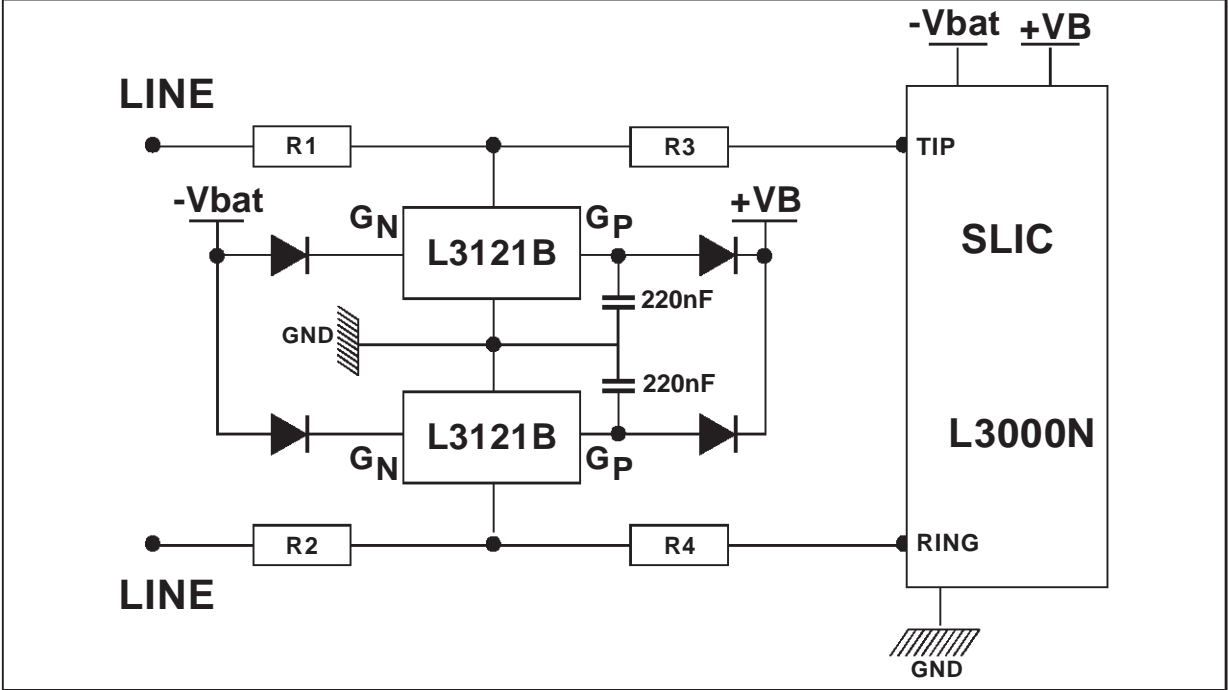 -Vbat +VB
LINE
R1 R3 TIP
-Vbat GN GP +VB
L3121B SLIC
220nF
GND
220nF
L3121B L3000N
GN GP
R2 R4 RING
LINE
GND